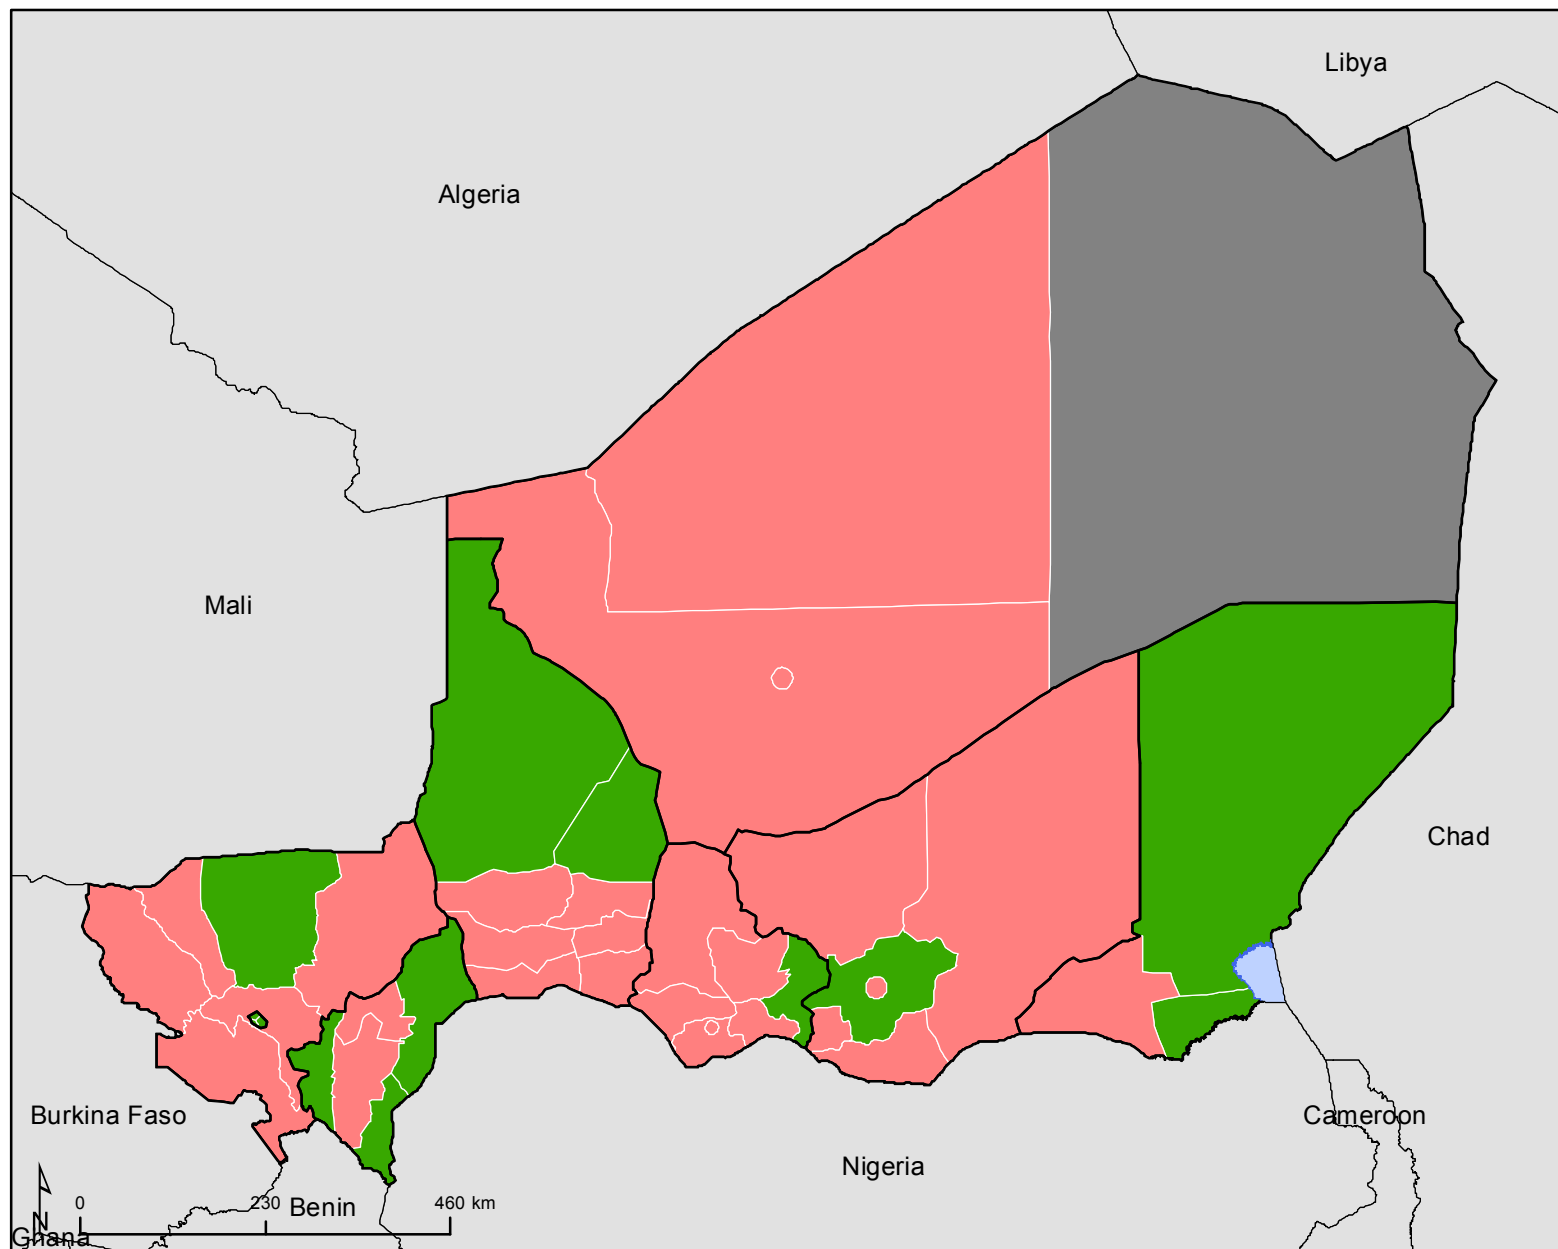 Libya
Algeria
Mali
Chad
Burkina Faso
Cameroon
Nigeria
0 230 460 km
Benin
N
Ghana